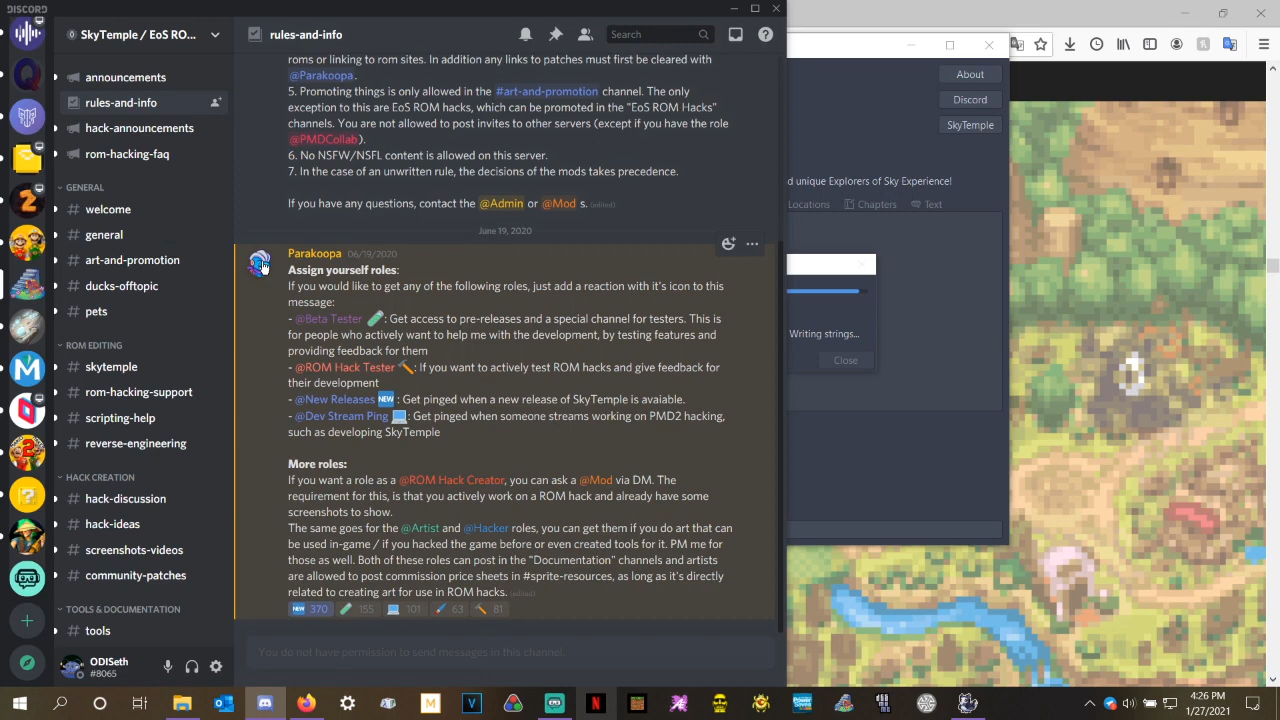 DISCORD
SkyTemple / EoS RO...
announcements
rules-and-info
hack-announcements
rom-hacking-faq
GENERAL
welcome
general
art-and-promotion
ducks-offtopic
pets
ROM EDITING
skytemple
sprite-support
scripting-help
reverse-engineering
HACK CREATION
hack-discussion
hack-ideas
screenshots-videos
community-patches
TOOLS & DOCUMENTATION
tools
ODISeth
#8065
rules-and-info
Search
roms or linking to rom sites. In addition any links to patches must first be cleared with
@Parakoopa.
5. Promoting things is only allowed in the #art-and-promotion channel. The only
exception to this are EoS ROM hacks, which can be promoted in the "EoS ROM Hacks"
channels. You are not allowed to post invites to other servers (except if you have the role
@PMDCollab).
6. No NSFW/NSFL content is allowed on this server.
7. In the case of an unwritten rule, the decisions of the mods takes precedence.
If you have any questions, contact the @Admin or @Mod s. (edited)
June 19, 2020
Parakoopa 06/19/2020
Assign yourself roles:
If you would like to get any of the following roles, just add a reaction with it's icon to this
message:
- @Beta Tester : Get access to pre-releases and a special channel for testers. This is
for people who actively want to help me with the development, by testing features and
providing feedback for them
- @ROM Hack Tester : If you want to actively test ROM hacks and give feedback for
their development
- @New Releases NEW : Get pinged when a new release of SkyTemple is avaiable.
- @Dev Stream Ping : Get pinged when someone streams working on PMD2 hacking,
such as developing SkyTemple
More roles:
If you want a role as a @ROM Hack Creator, you can ask a @Mod via DM. The
requirement for this, is that you actively work on a ROM hack and already have some
screenshots to show.
The same goes for the @Artist and @Hacker roles, you can get them if you do art that can
be used in-game / if you hacked the game before or even created tools for it. PM me for
those as well. Both of these roles can post in the "Documentation" channels and artists
are allowed to post commission price sheets in #sprite-resources, as long as it's directly
related to creating art for use in ROM hacks. (edited)
NEW 370 155 101 63 81
You do not have permission to send messages in this channel.
About
Discord
SkyTemple
d unique Explorers of Sky Experience!
Locations Chapters Text
Writing strings...
Close
4:26 PM
1/27/2021